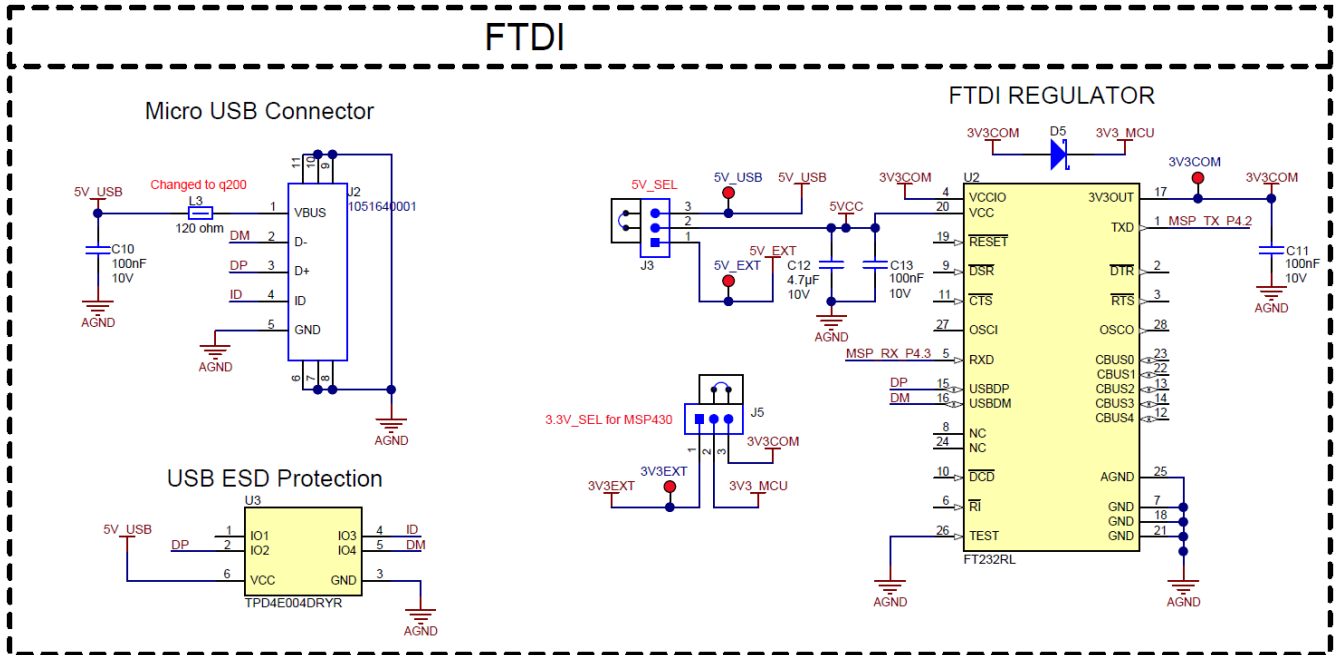 FTDI
Micro USB Connector
5V_USB
Changed to q200
L3
120 ohm
C10
100nF
10V
AGND
DM
DP
ID
AGND
11
10
9
J2
1051640001
1
VBUS
2
D-
3
D+
4
ID
5
GND
6
7
8
AGND
USB ESD Protection
U3
5V_USB
DP
1
IO1
2
IO2
6
VCC
IO3
4
ID
IO4
5
DM
GND
3
TPD4E004DRYR
AGND
5V_SEL
J3
3
2
1
5V_USB
5V_USB
5VCC
5V_EXT
5V_EXT
C12
4.7µF
10V
C13
100nF
10V
AGND
3.3V_SEL for MSP430
J5
1
2
3
3V3COM
3V3EXT
3V3EXT
3V3_MCU
FTDI REGULATOR
3V3COM
D5
3V3_MCU
3V3COM
U2
4
VCCIO
20
VCC
19
RESET
9
DSR
11
CTS
27
OSCI
MSP_RX_P4.3
5
RXD
DP
15
USBDP
DM
16
USBDM
8
NC
24
NC
10
DCD
6
RI
26
TEST
FT232RL
AGND
3V3OUT
17
TXD
1
MSP_TX_P4.2
DTR
2
RTS
3
OSCO
28
CBUS0
23
CBUS1
22
CBUS2
13
CBUS3
14
CBUS4
12
AGND
25
GND
7
GND
18
GND
21
AGND
3V3COM
3V3COM
C11
100nF
10V
AGND